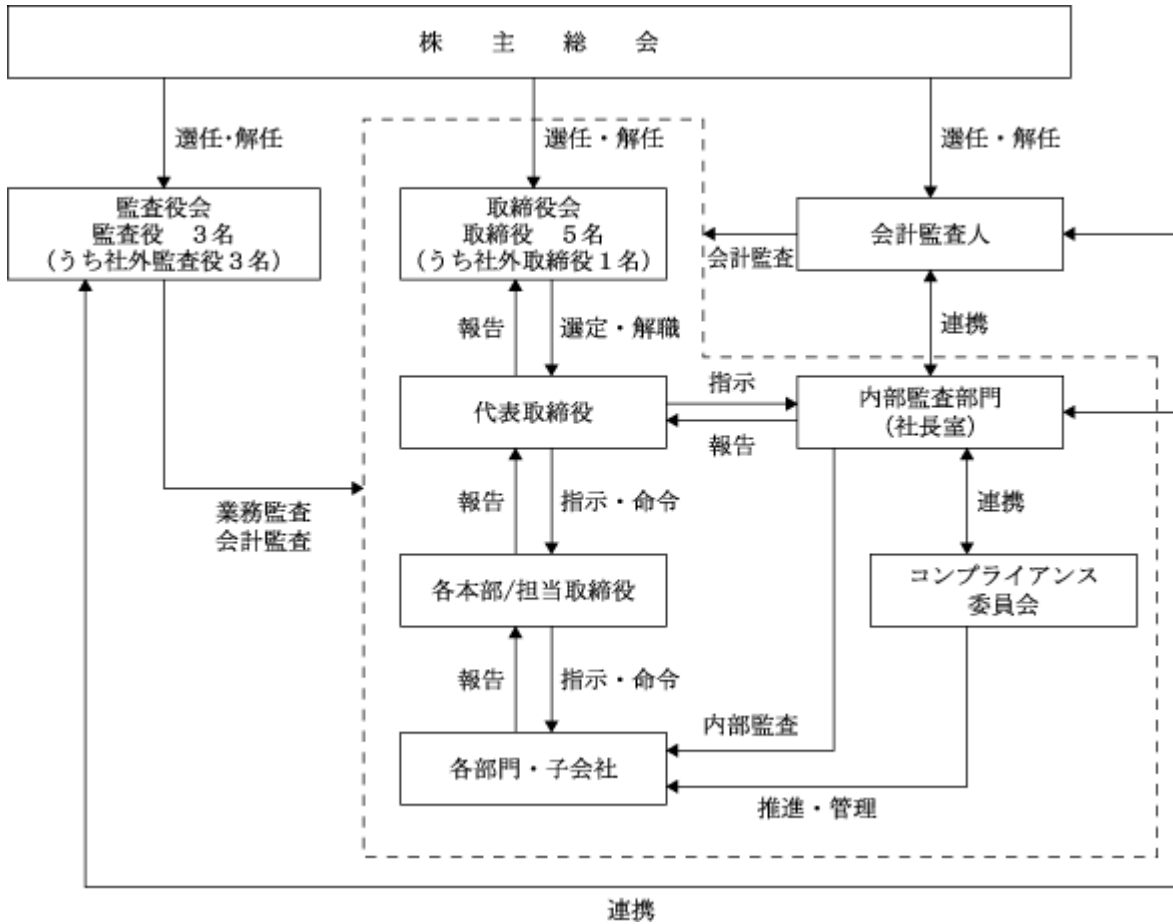 株　主　総　会
選任・解任
選任・解任
選任・解任
監査役会
監査役　３名
（うち社外監査役３名）
取締役会
取締役　５名
（うち社外取締役１名）
会計監査人
会計監査
報告
選定・解職
連携
代表取締役
指示
報告
内部監査部門
（社長室）
業務監査
会計監査
報告
指示・命令
連携
各本部/担当取締役
コンプライアンス
委員会
報告
指示・命令
内部監査
各部門・子会社
推進・管理
連携